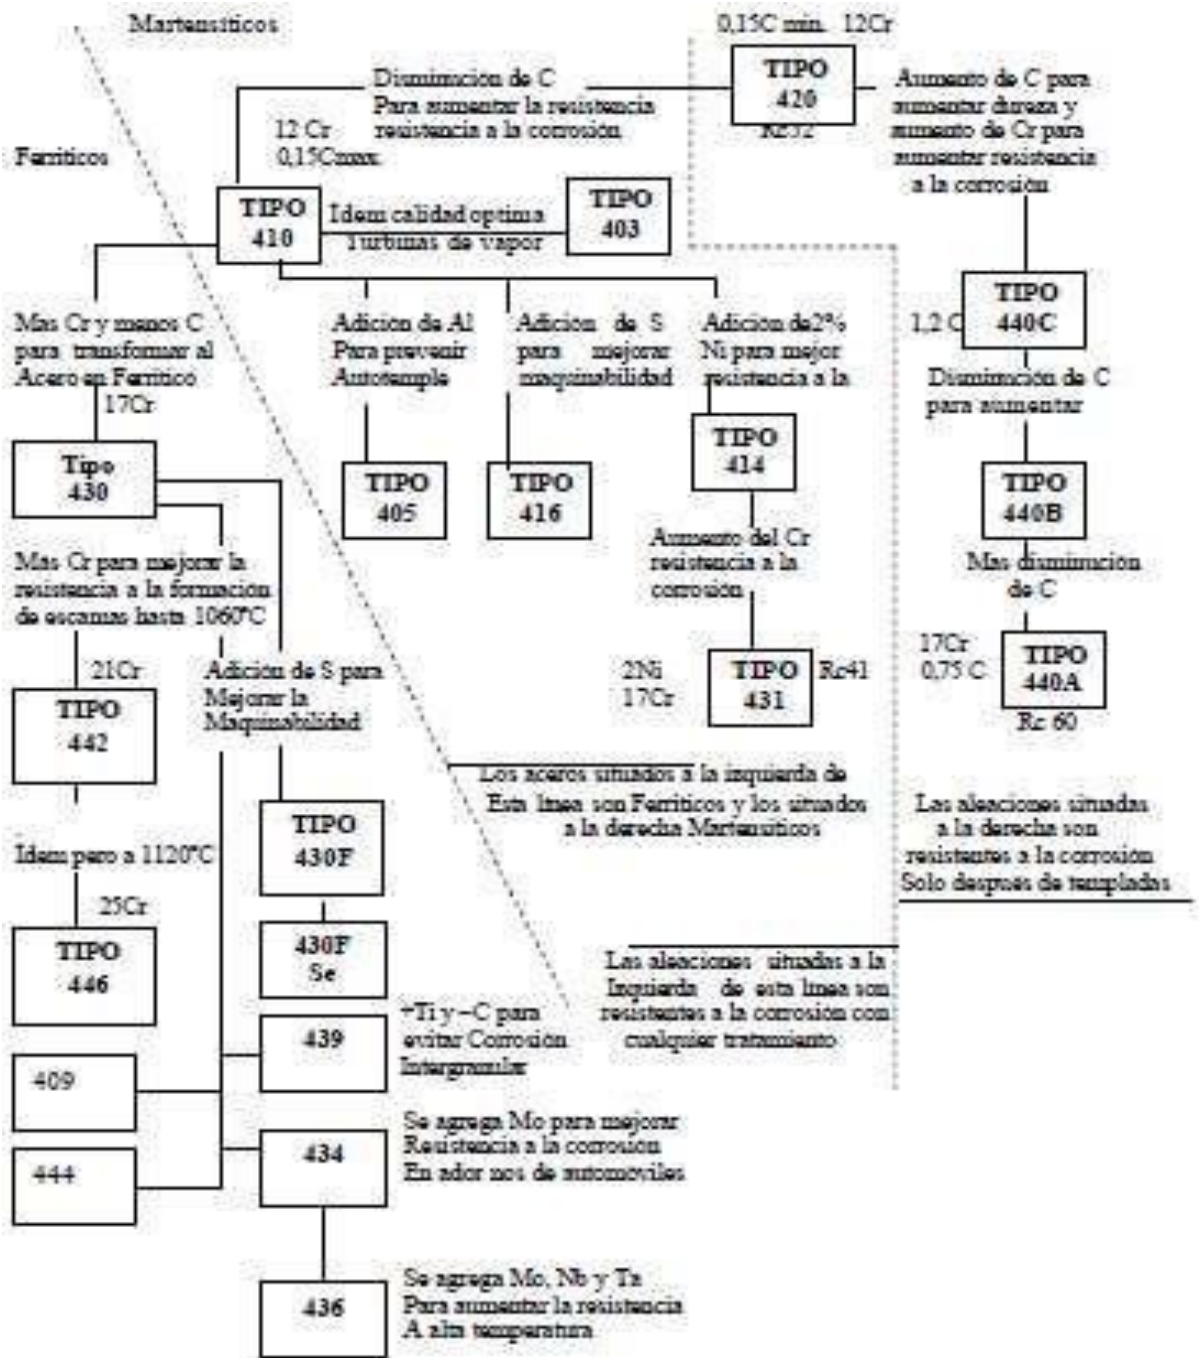 Martensíticos
0,15C min. 12Cr
TIPO
420
Rc52
Disminución de C
Para aumentar la resistencia
resistencia a la corrosión
Aumento de C para
aumentar dureza y
aumento de Cr para
aumentar resistencia
a la corrosión
12 Cr
0,15Cmax.
Ferríticos
TIPO
410
Idem calidad optima
Turbinas de vapor
TIPO
403
Mas Cr y menos C
para transformar al
Acero en Ferrítico
17Cr
Adición de Al
Para prevenir
Autotemple
Adición de S
para mejorar
maquinabilidad
Adición de2%
Ni para mejor
resistencia a la
TIPO
440C
1,2 C
Disminución de C
para aumentar
Tipo
430
TIPO
405
TIPO
416
TIPO
414
TIPO
440B
Mas Cr para mejorar la
resistencia a la formación
de escamas hasta 1060ºC
Aumento del Cr
resistencia a la
corrosión
Mas disminución
de C
21Cr
TIPO
442
Adición de S para
Mejorar la
Maquinabilidad
2Ni
17Cr
TIPO
431
Rc41
17Cr
0,75 C
TIPO
440A
Rc 60
Los aceros situados a la izquierda de
Esta línea son Ferríticos y los situados
a la derecha Martensíticos
Las aleaciones situadas
a la derecha son
resistentes a la corrosión
Solo después de templadas
Idem pero a 1120ºC
25Cr
TIPO
446
TIPO
430F
430F
Se
Las aleaciones situadas a la
Izquierda de esta línea son
resistentes a la corrosión con
cualquier tratamiento
439
+Ti y –C para
evitar Corrosión
Intergranular
409
444
434
Se agrega Mo para mejorar
Resistencia a la corrosión
En ador nos de automóviles
436
Se agrega Mo, Nb y Ta
Para aumentar la resistencia
A alta temperatura